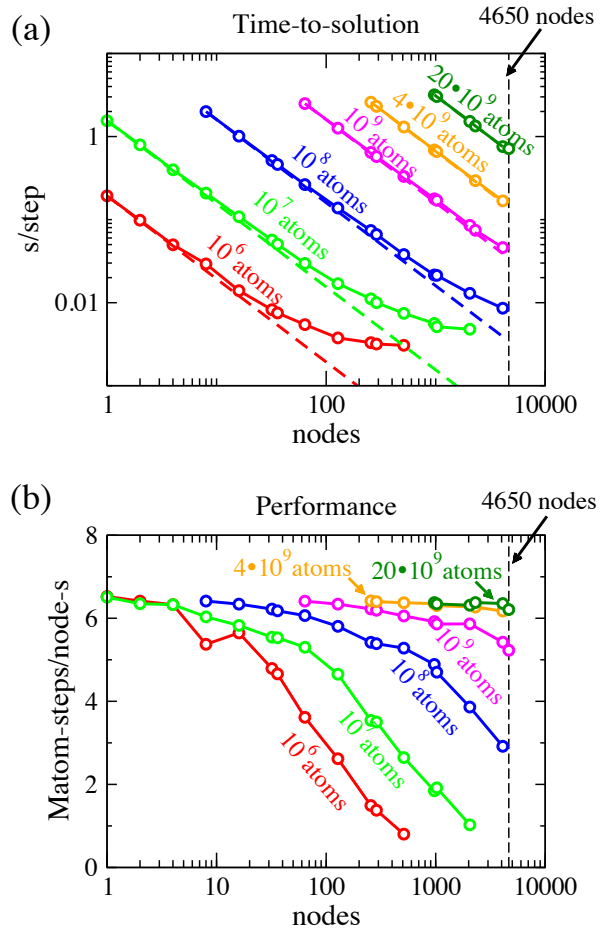 (a)
Time-to-solution
4650 nodes
s/step
1
0.01
20•10⁹ atoms
4•10⁹ atoms
10⁹ atoms
10⁸ atoms
10⁷ atoms
10⁶ atoms
1
100
10000
nodes
(b)
Performance
4650 nodes
Matom-steps/node-s
8
6
4
2
0
4•10⁹ atoms
20•10⁹ atoms
10⁹ atoms
10⁸ atoms
10⁷ atoms
10⁶ atoms
1
10
100
1000
10000
nodes